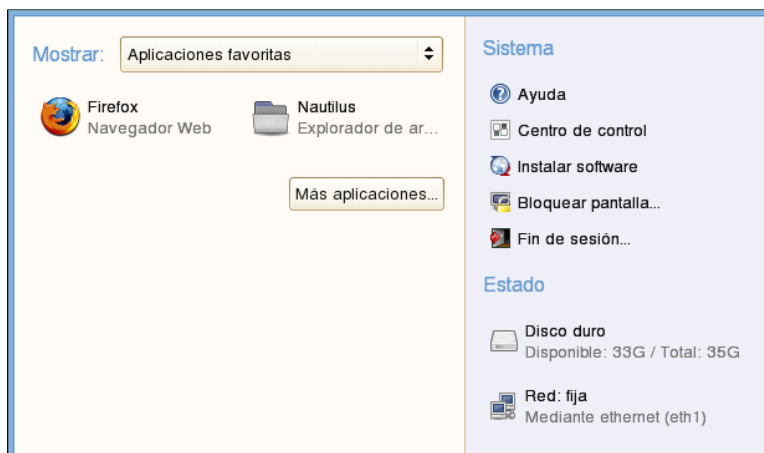 Mostrar: Aplicaciones favoritas
Firefox
Navegador Web
Nautilus
Explorador de ar...
Más aplicaciones...
Sistema
Ayuda
Centro de control
Instalar software
Bloquear pantalla...
Fin de sesión...
Estado
Disco duro
Disponible: 33G / Total: 35G
Red: fija
Mediante ethernet (eth1)